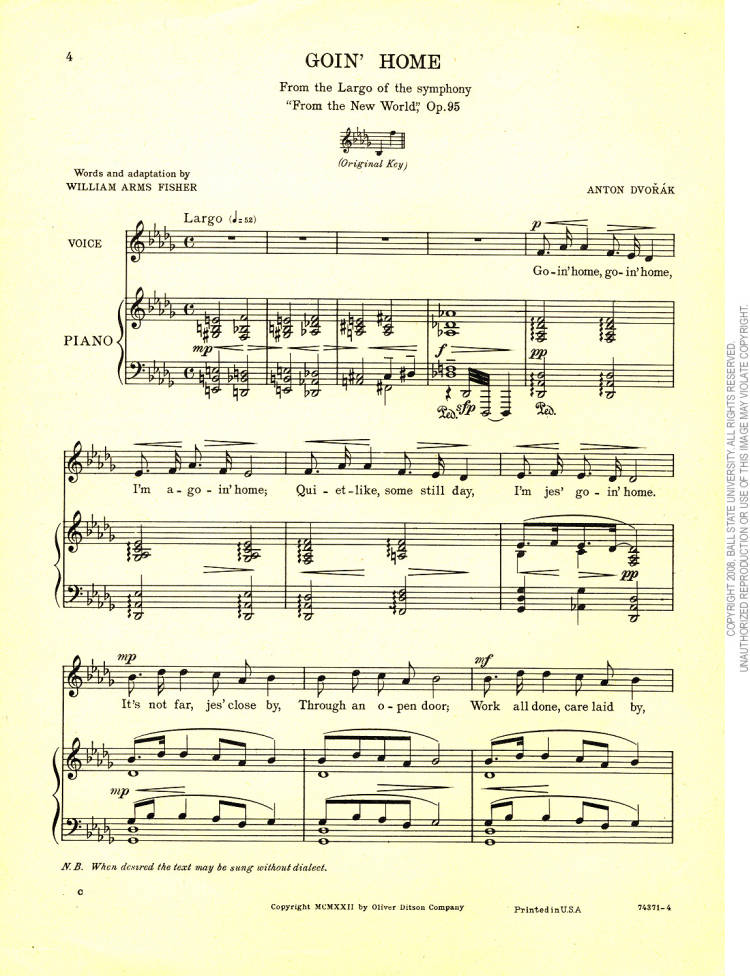 4
GOIN' HOME
From the Largo of the symphony
“From the New World”, Op. 95
(Original Key)
Words and adaptation by
WILLIAM ARMS FISHER
ANTON DVOŘÁK
Largo (♩=52)
VOICE
p
Go-in' home, go-in' home,
PIANO
mp
f
pp
Ped. sfp
Ped.
I'm a-go-in' home; Qui-et-like, some still day, I'm jes' go-in' home.
pp
mp
mf
It's not far, jes' close by, Through an o-pen door; Work all done, care laid by,
mp
N.B. When desired the text may be sung without dialect.
C
Copyright MCMXXII by Oliver Ditson Company
Printed in U.S.A
74371-4
COPYRIGHT 2008, BALL STATE UNIVERSITY. ALL RIGHTS RESERVED.
UNAUTHORIZED REPRODUCTION OR USE OF THIS IMAGE MAY VIOLATE COPYRIGHT.